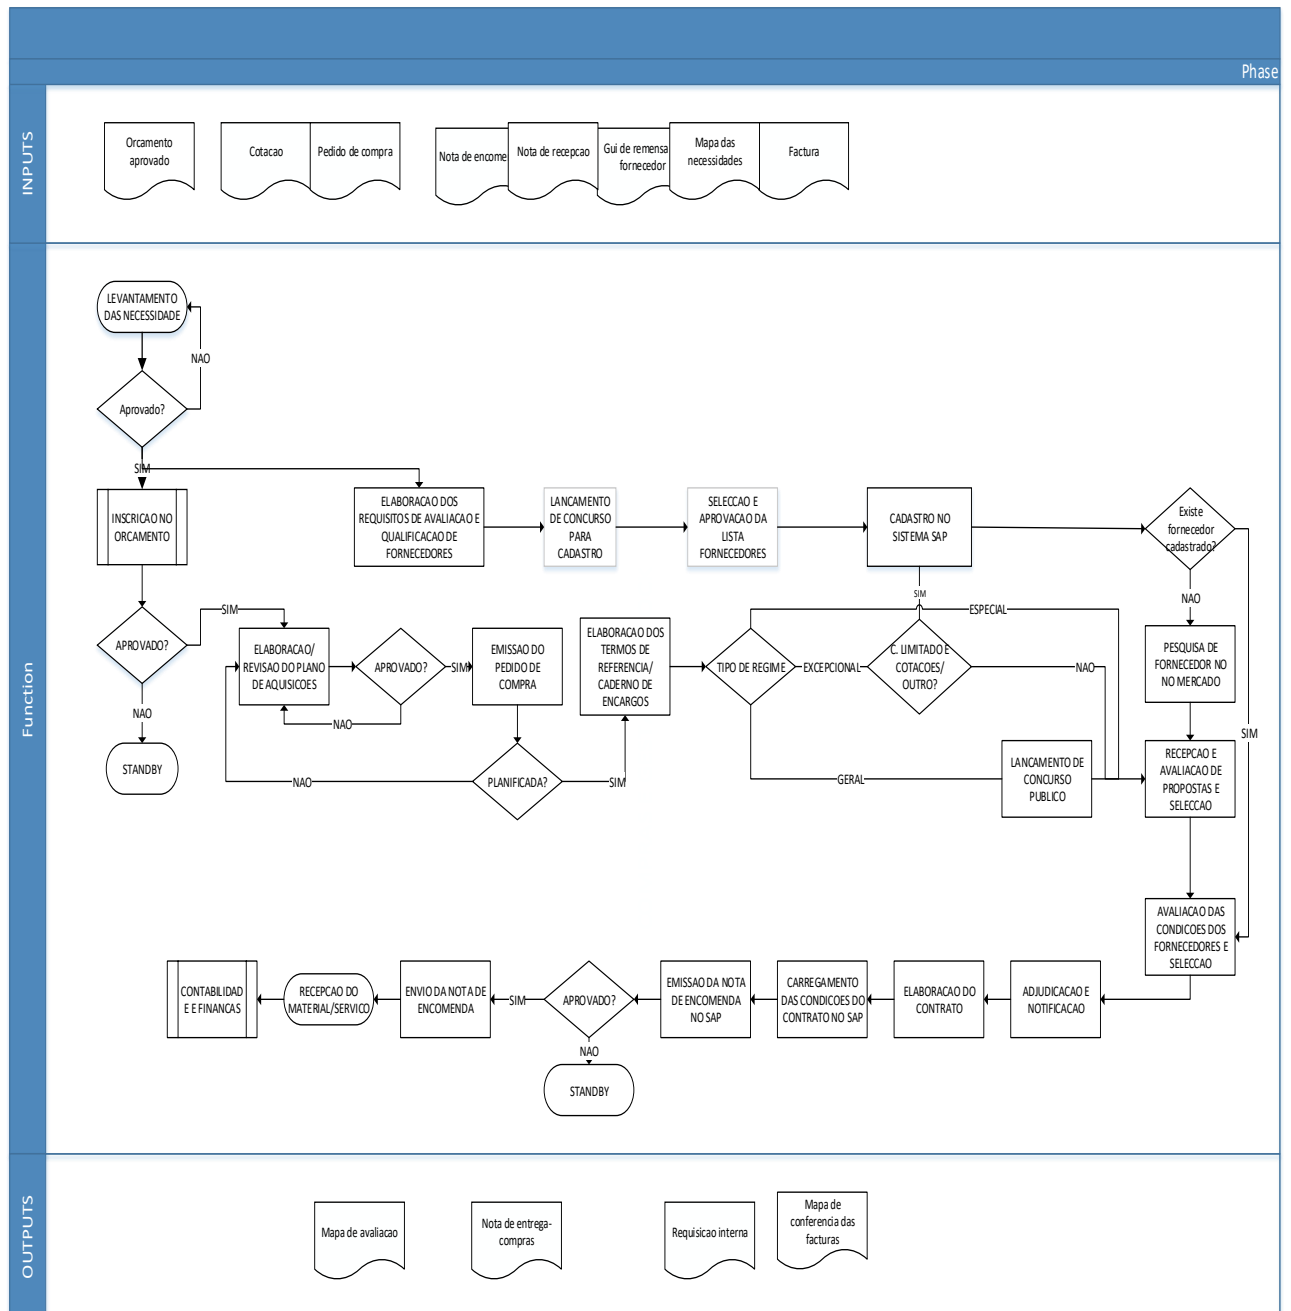 Phase
INPUTS
Orcamento
aprovado
Cotacao
Pedido de compra
Nota de encome
Nota de recepcao
Gui de remensa
fornecedor
Mapa das
necessidades
Factura
Function
LEVANTAMENTO
DAS NECESSIDADE
NAO
Aprovado?
SIM
INSCRICAO NO
ORCAMENTO
ELABORACAO DOS
REQUISITOS DE AVALIACAO E
QUALIFICACAO DE
FORNECEDORES
LANCAMENTO
DE CONCURSO
PARA
CADASTRO
SELECCAO E
APROVACAO DA
LISTA
FORNECEDORES
CADASTRO NO
SISTEMA SAP
Existe
fornecedor
cadastrado?
SIM
NAO
APROVADO?
SIM
NAO
STANDBY
ELABORACAO/
REVISAO DO PLANO
DE AQUISICOES
APROVADO?
SIM
NAO
EMISSAO DO
PEDIDO DE
COMPRA
PLANIFICADA?
NAO
SIM
ELABORACAO DOS
TERMOS DE
REFERENCIA/
CADERNO DE
ENCARGOS
TIPO DE REGIME
ESPECIAL
EXCEPCIONAL
GERAL
SIM
C. LIMITADO E
COTACOES/
OUTRO?
NAO
LANCAMENTO DE
CONCURSO
PUBLICO
PESQUISA DE
FORNECEDOR NO
NO MERCADO
RECEPCAO E
AVALIACAO DE
PROPOSTAS E
SELECCAO
AVALIACAO DAS
CONDICOES DOS
FORNECEDORES E
SELECCAO
ADJUDICACAO E
NOTIFICACAO
ELABORACAO DO
CONTRATO
CARREGAMENTO
DAS CONDICOES DO
CONTRATO NO SAP
EMISSAO DA NOTA
DE ENCOMENDA
NO SAP
APROVADO?
SIM
NAO
STANDBY
ENVIO DA NOTA DE
ENCOMENDA
RECEPCAO DO
MATERIAL/SERVICO
CONTABILIDAD
E E FINANCAS
OUTPUTS
Mapa de avaliacao
Nota de entrega-
compras
Requisicao interna
Mapa de
conferencia das
facturas